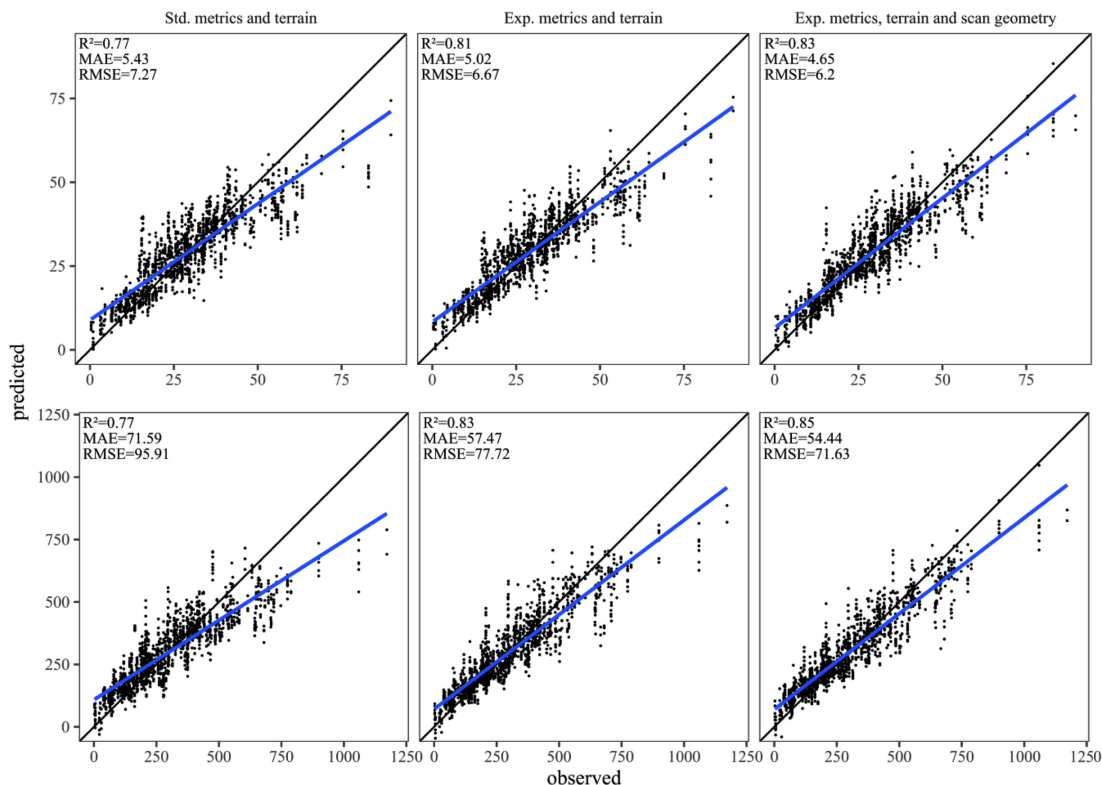 Std. metrics and terrain
Exp. metrics and terrain
Exp. metrics, terrain and scan geometry
R²=0.77
MAE=5.43
RMSE=7.27
R²=0.81
MAE=5.02
RMSE=6.67
R²=0.83
MAE=4.65
RMSE=6.2
75
50
25
0
0 25 50 75
0 25 50 75
0 25 50 75
predicted
R²=0.77
MAE=71.59
RMSE=95.91
R²=0.83
MAE=57.47
RMSE=77.72
R²=0.85
MAE=54.44
RMSE=71.63
1250
1000
750
500
250
0
0 250 500 750 1000 1250
0 250 500 750 1000 1250
0 250 500 750 1000 1250
observed